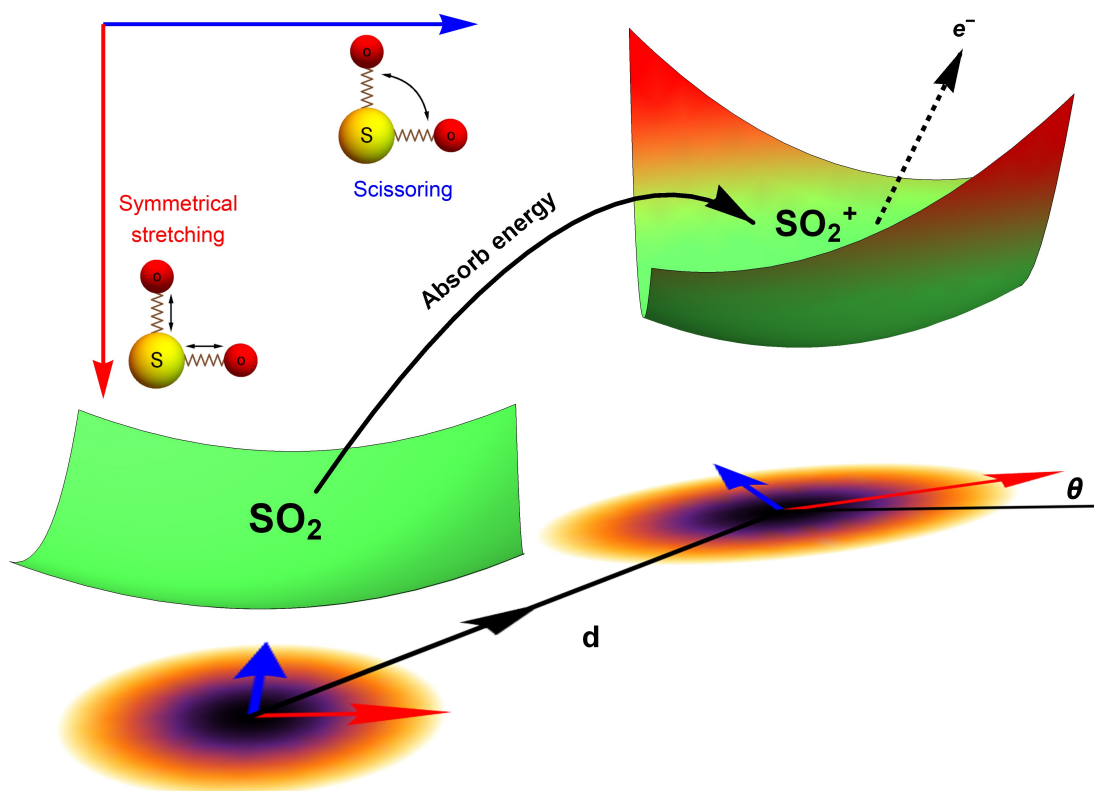 e⁻
O
S
O
Scissoring
Symmetrical
stretching
O
S
O
Absorb energy
SO₂⁺
SO₂
θ
d